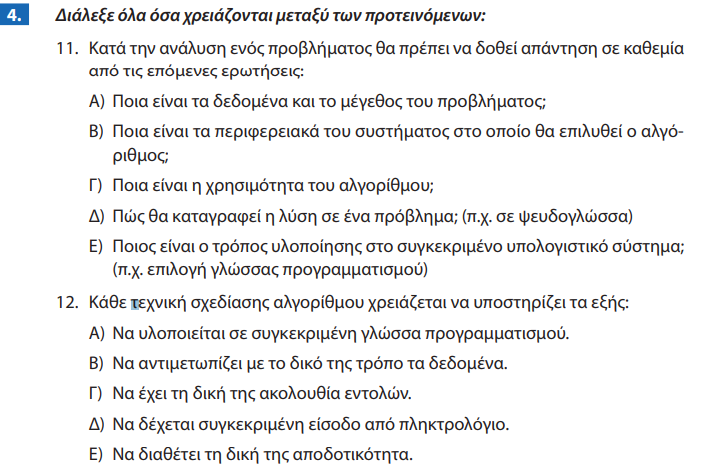 4. Διάλεξε όλα όσα χρειάζονται μεταξύ των προτεινόμενων:
11. Κατά την ανάλυση ενός προβλήματος θα πρέπει να δοθεί απάντηση σε καθεμία
από τις επόμενες ερωτήσεις:
Α) Ποια είναι τα δεδομένα και το μέγεθος του προβλήματος;
Β) Ποια είναι τα περιφερειακά του συστήματος στο οποίο θα επιλυθεί ο αλγό-
ριθμος;
Γ) Ποια είναι η χρησιμότητα του αλγορίθμου;
Δ) Πώς θα καταγραφεί η λύση σε ένα πρόβλημα; (π.χ. σε ψευδογλώσσα)
Ε) Ποιος είναι ο τρόπος υλοποίησης στο συγκεκριμένο υπολογιστικό σύστημα;
(π.χ. επιλογή γλώσσας προγραμματισμού)
12. Κάθε τεχνική σχεδίασης αλγορίθμου χρειάζεται να υποστηρίζει τα εξής:
Α) Να υλοποιείται σε συγκεκριμένη γλώσσα προγραμματισμού.
Β) Να αντιμετωπίζει με το δικό της τρόπο τα δεδομένα.
Γ) Να έχει τη δική της ακολουθία εντολών.
Δ) Να δέχεται συγκεκριμένη είσοδο από πληκτρολόγιο.
Ε) Να διαθέτει τη δική της αποδοτικότητα.